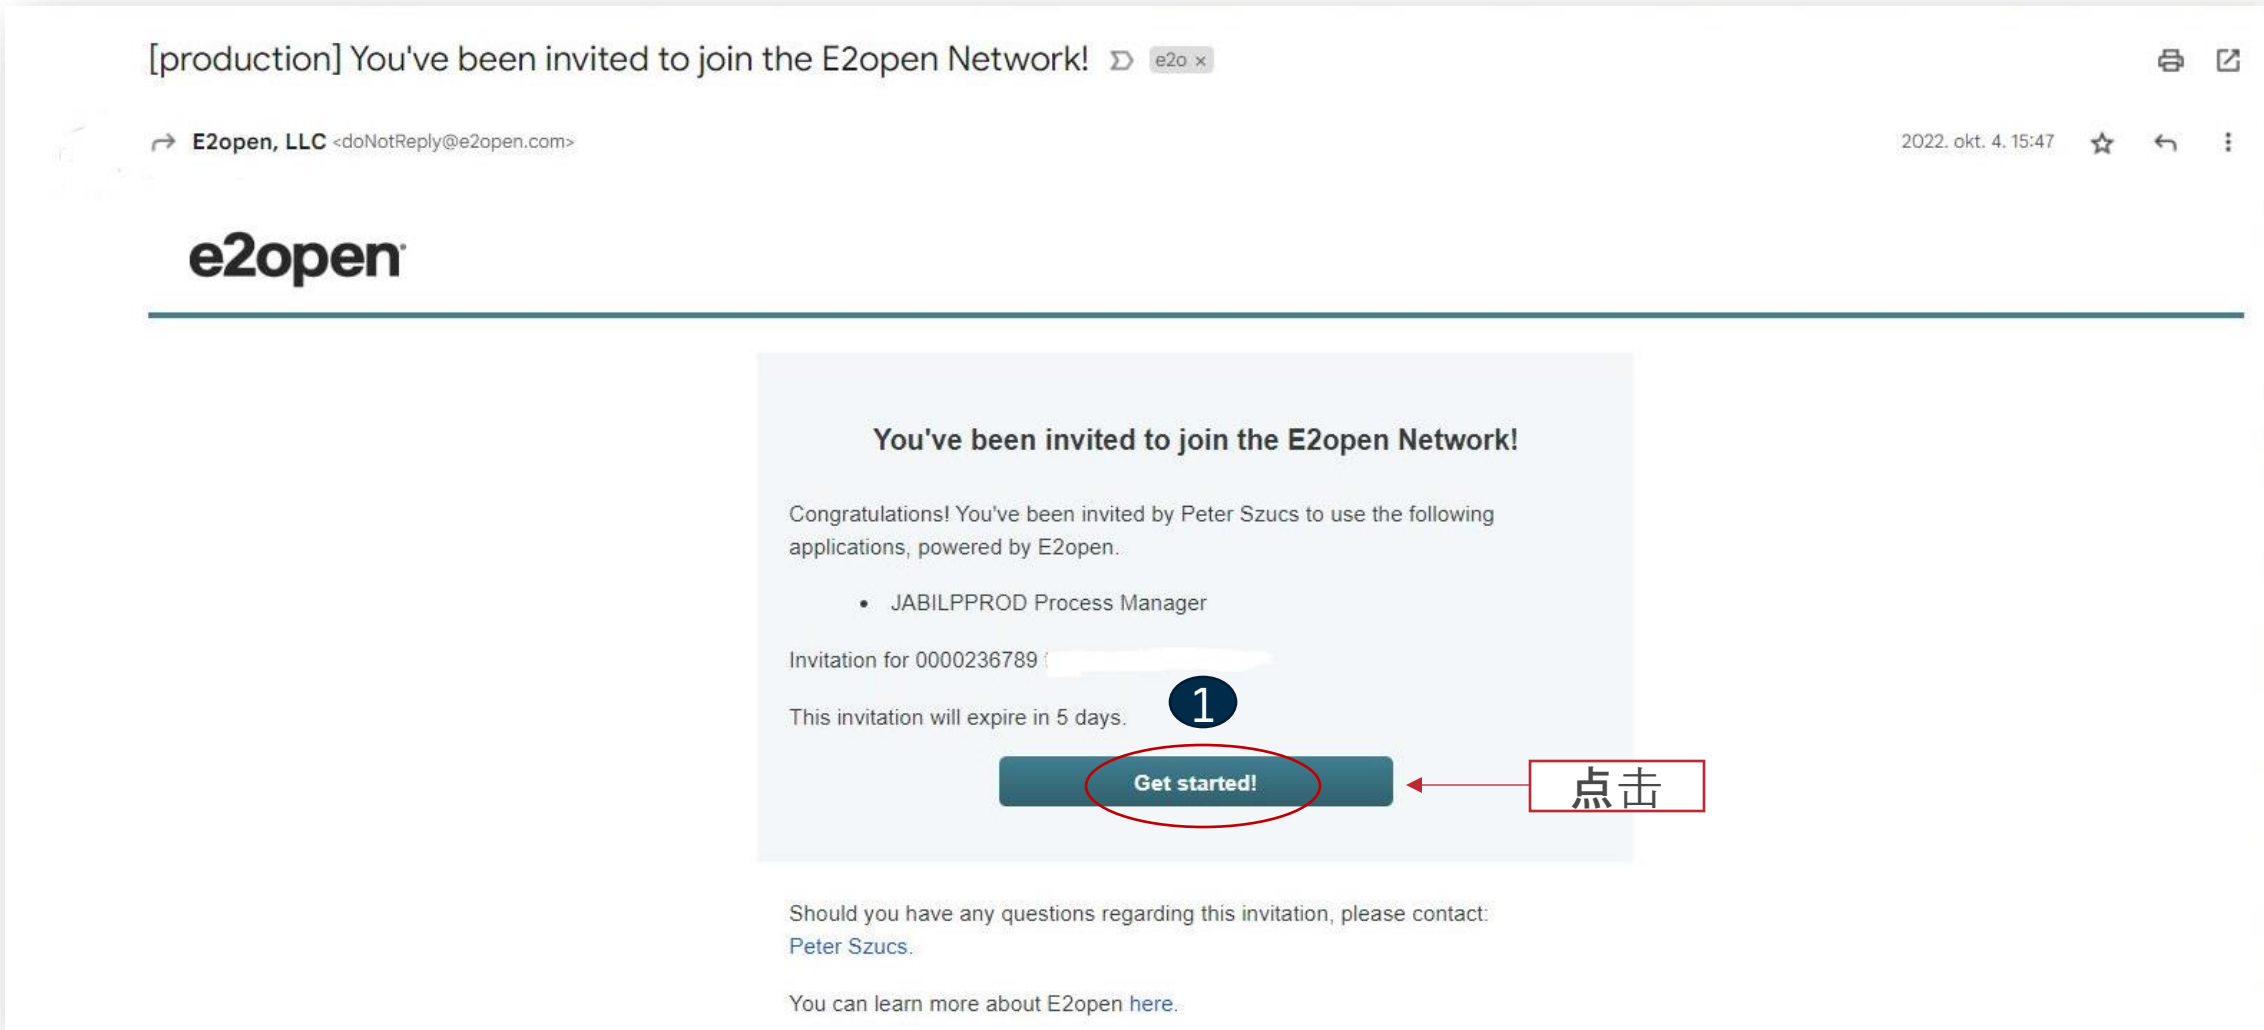 [production] You've been invited to join the E2open Network! e2o ×
E2open, LLC <doNotReply@e2open.com> 2022. okt. 4. 15:47
e2open
You've been invited to join the E2open Network!
Congratulations! You've been invited by Peter Szucs to use the following
applications, powered by E2open.
• JABILPPROD Process Manager
Invitation for 0000236789
This invitation will expire in 5 days.
1
Get started!
点击
Should you have any questions regarding this invitation, please contact:
Peter Szucs.
You can learn more about E2open here.